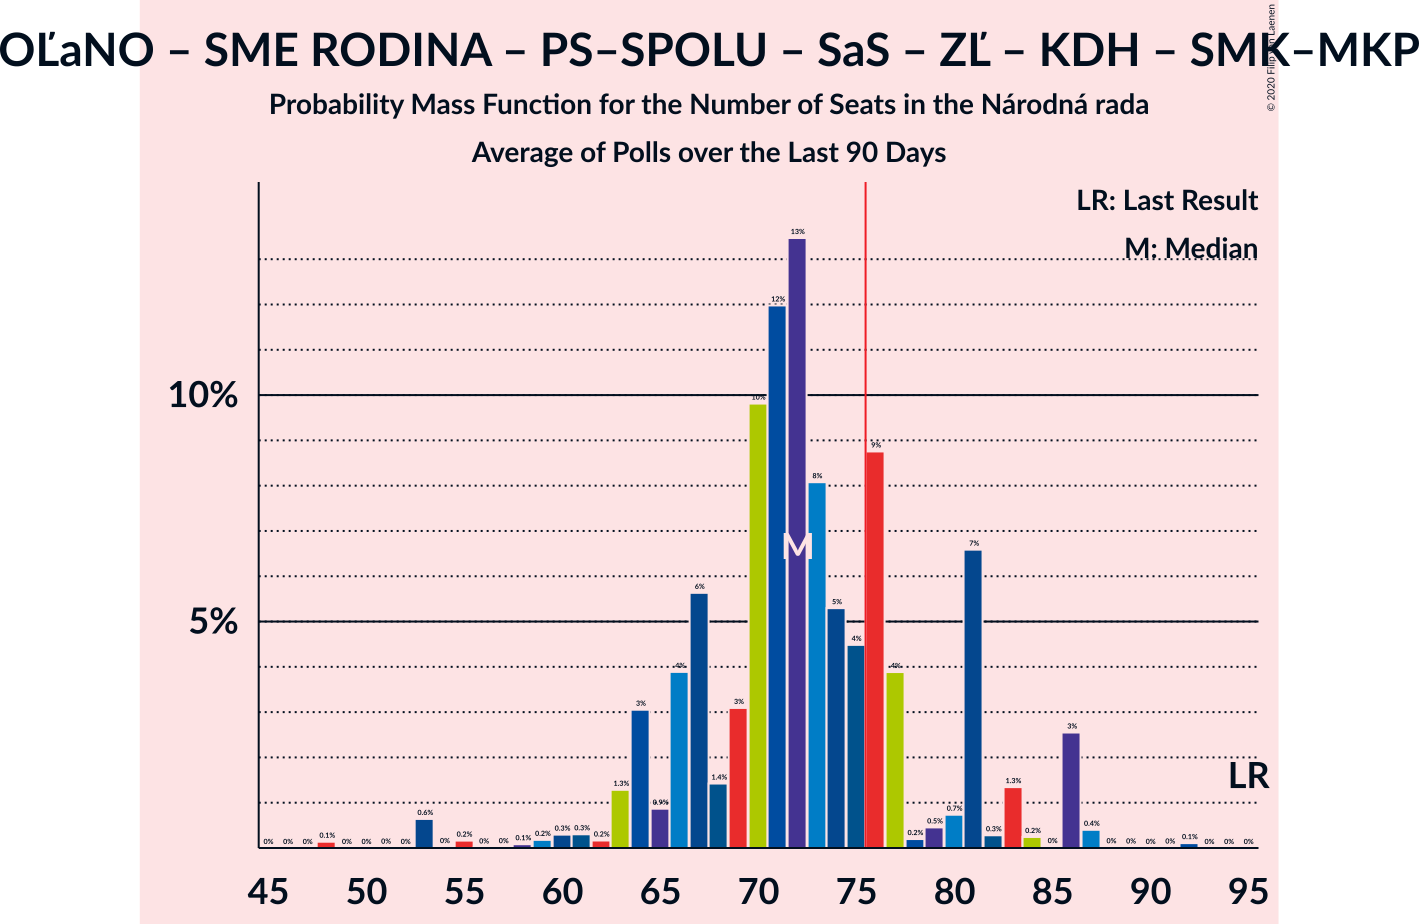 OĽaNO – SME RODINA – PS–SPOLU – SaS – ZĽ – KDH – SMK–MKP
© 2020 Filip Laenen
Probability Mass Function for the Number of Seats in the Národná rada
Average of Polls over the Last 90 Days
LR: Last Result
M: Median
13%
12%
10%
10%
9%
8%
M
7%
6%
5%
5%
4%
4%
4%
3%
3%
3%
LR
1.4%
1.3%
1.3%
0.9%
0.7%
0.6%
0.5%
0.4%
0% 0% 0% 0.1% 0% 0% 0% 0% 0% 0.2% 0% 0% 0.1% 0.2% 0.3% 0.3% 0.2% 0.2% 0.3% 0.2% 0% 0% 0% 0% 0% 0.1% 0% 0% 0%
45 50 55 60 65 70 75 80 85 90 95